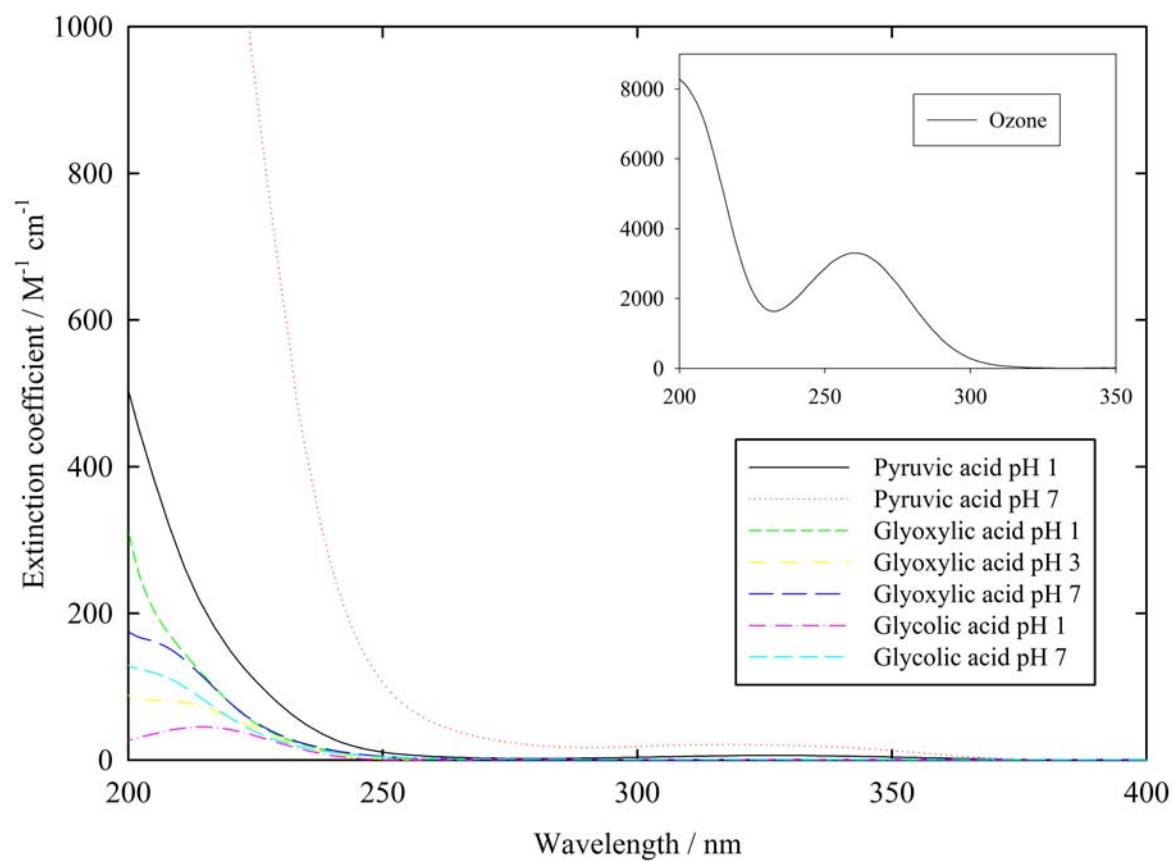 1000
800
600
400
200
0
Extinction coefficient / M⁻¹ cm⁻¹
200
250
300
350
400
Wavelength / nm
8000
6000
4000
2000
0
200
250
300
350
Ozone
Pyruvic acid pH 1
Pyruvic acid pH 7
Glyoxylic acid pH 1
Glyoxylic acid pH 3
Glyoxylic acid pH 7
Glycolic acid pH 1
Glycolic acid pH 7